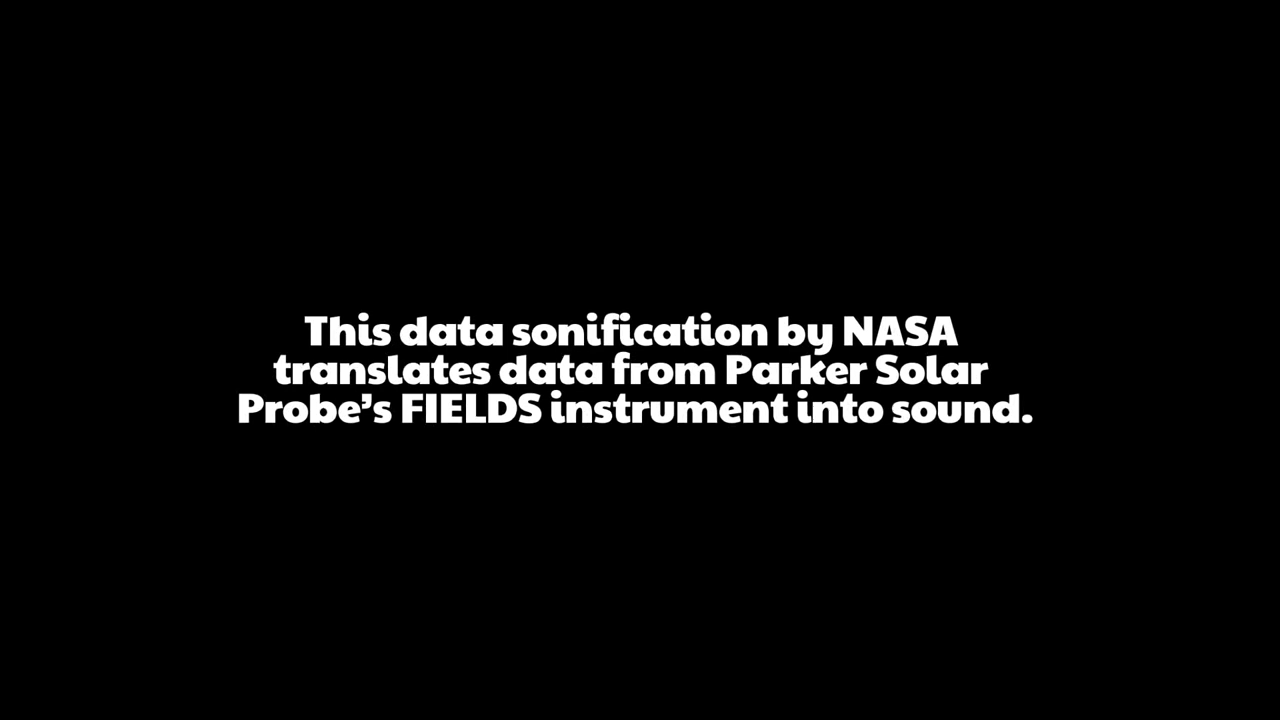 This data sonification by NASA
translates data from Parker Solar
Probe’s FIELDS instrument into sound.